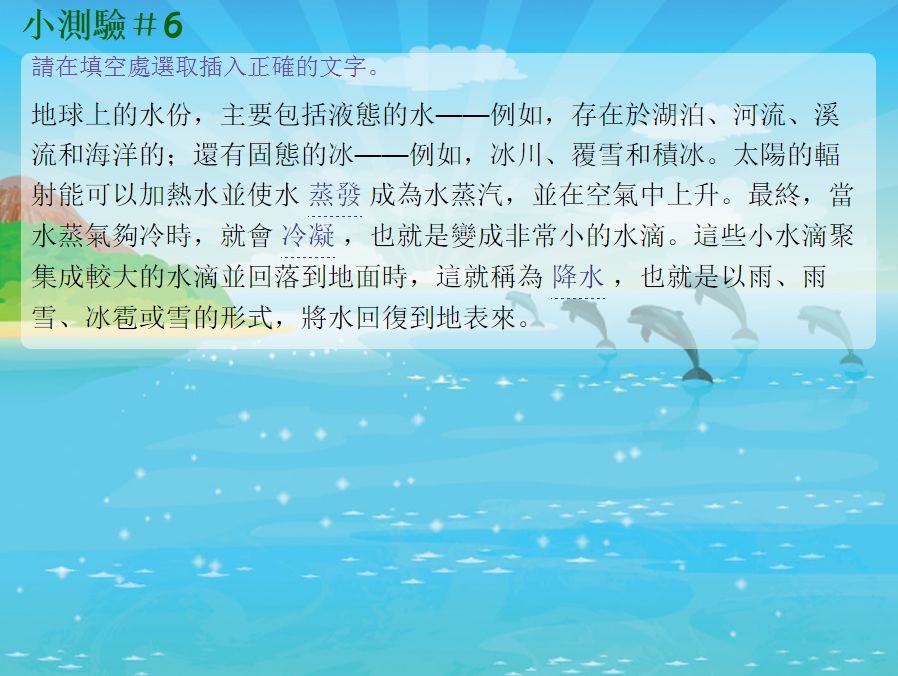 小測驗＃6
請在填空處選取插入正確的文字。
地球上的水份，主要包括液態的水——例如，存在於湖泊、河流、溪
流和海洋的；還有固態的冰——例如，冰川、覆雪和積冰。太陽的輻
射能可以加熱水並使水 蒸發 成為水蒸汽，並在空氣中上升。最終，當
水蒸氣夠冷時，就會 冷凝 ，也就是變成非常小的水滴。這些小水滴聚
集成較大的水滴並回落到地面時，這就稱為 降水 ，也就是以雨、雨
雪、冰雹或雪的形式，將水回復到地表來。